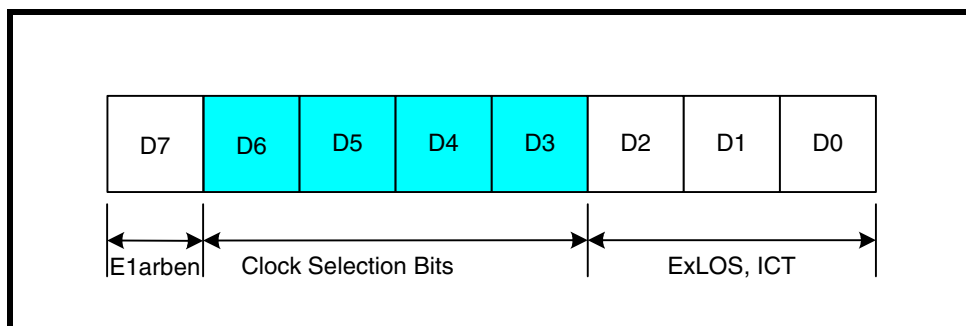 D7 D6 D5 D4 D3 D2 D1 D0
E1arben Clock Selection Bits ExLOS, ICT